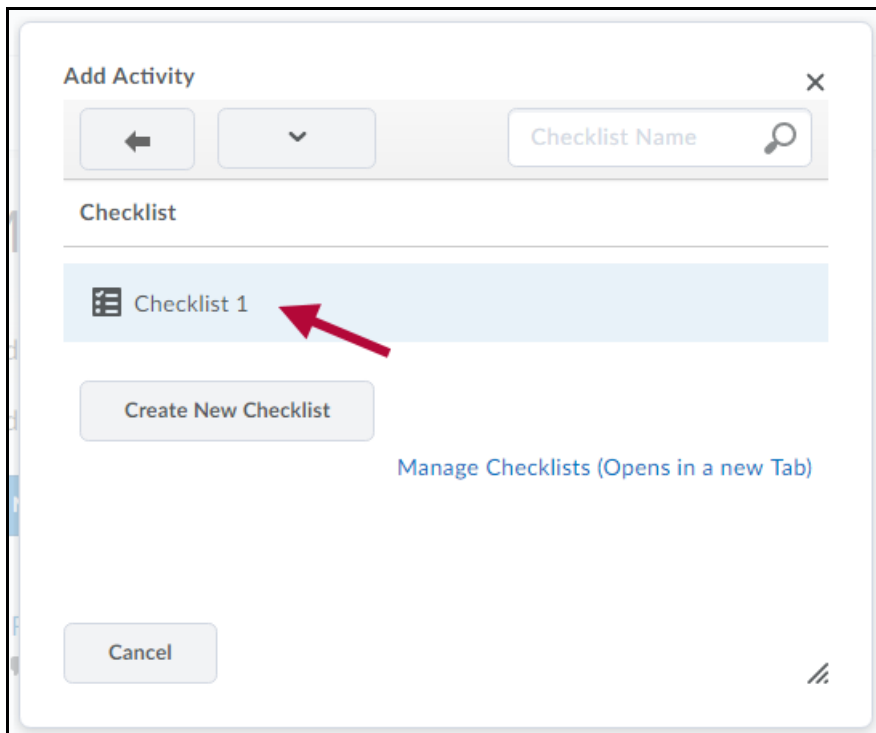 Add Activity
Checklist Name
Checklist
Checklist 1
Create New Checklist
Manage Checklists (Opens in a new Tab)
Cancel